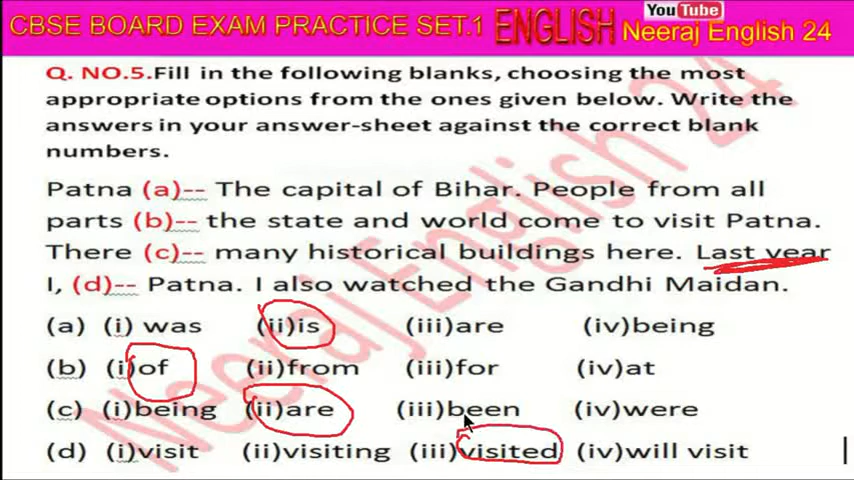 CBSE BOARD EXAM PRACTICE SET.1 ENGLISH YouTube Neeraj English 24
Q. NO.5.Fill in the following blanks, choosing the most
appropriate options from the ones given below. Write the
answers in your answer-sheet against the correct blank
numbers.
Patna (a)-- The capital of Bihar. People from all
parts (b)-- the state and world come to visit Patna.
There (c)-- many historical buildings here. Last year
I, (d)-- Patna. I also watched the Gandhi Maidan.
(a) (i) was (ii)is (iii)are (iv)being
(b) (i)of (ii)from (iii)for (iv)at
(c) (i)being (ii)are (iii)been (iv)were
(d) (i)visit (ii)visiting (iii)visited (iv)will visit
Neeraj English 24